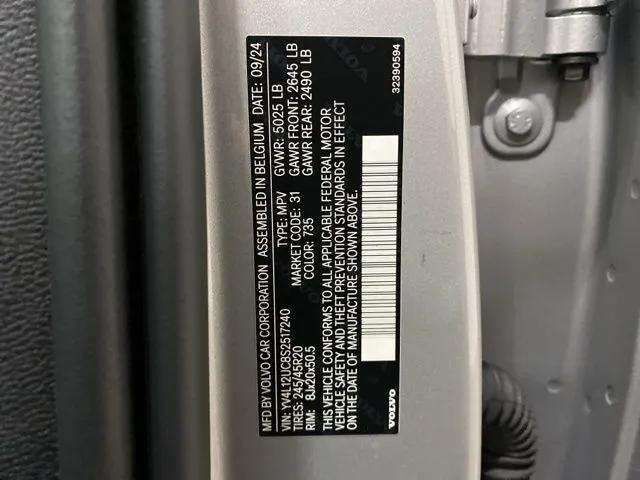 MFD BY VOLVO CAR CORPORATION ASSEMBLED IN BELGIUM DATE: 09/24
VIN: YV4L12UC8S2517240 TYPE: MPV GVWR: 5025 LB
TIRES: 245/45R20 MARKET CODE: 31 GAWR FRONT: 2645 LB
RIM: 8Jx20x50.5 COLOR: 735 GAWR REAR: 2490 LB
THIS VEHICLE CONFORMS TO ALL APPLICABLE FEDERAL MOTOR
VEHICLE SAFETY AND THEFT PREVENTION STANDARDS IN EFFECT
ON THE DATE OF MANUFACTURE SHOWN ABOVE.
VOLVO 32390594